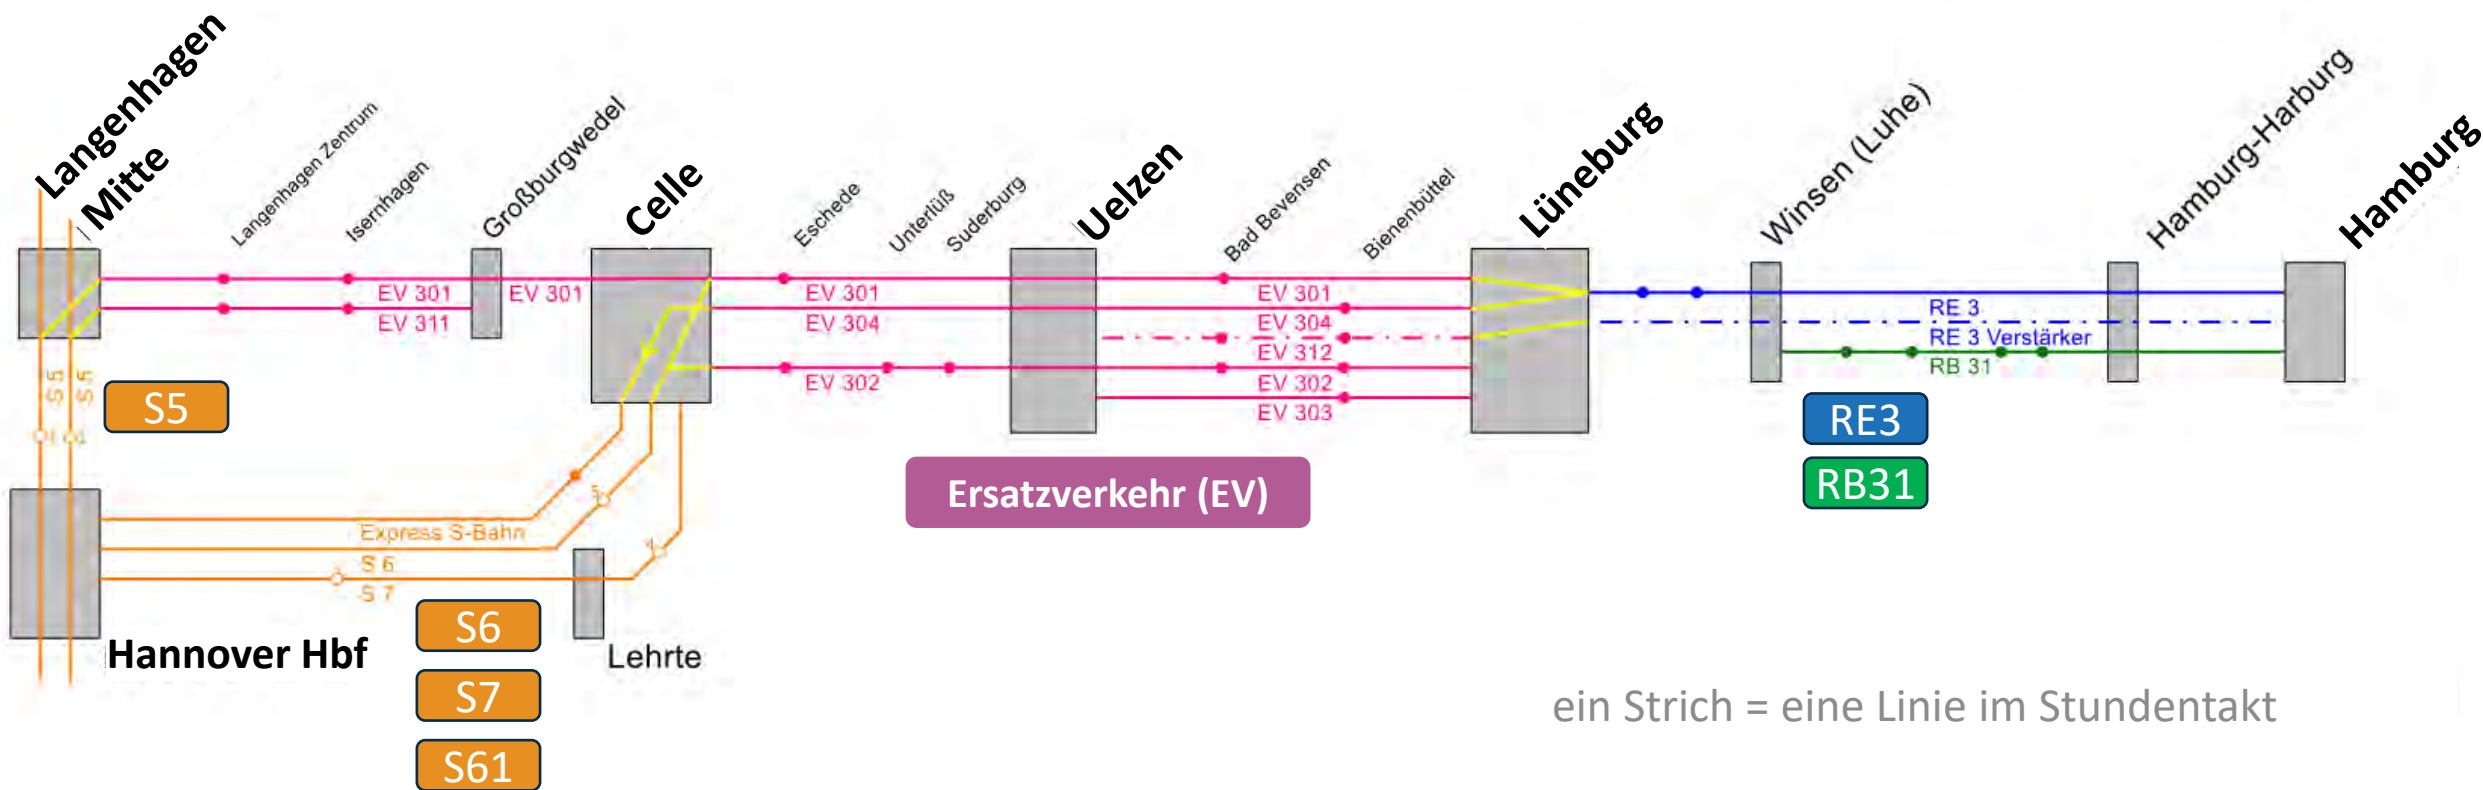 Langenhagen
Mitte
Langenhagen Zentrum
Isernhagen
Großburgwedel
Celle
Eschede
Unterlüß
Suderburg
Uelzen
Bad Bevensen
Bienenbüttel
Lüneburg
Winsen (Luhe)
Hamburg-Harburg
Hamburg
EV 301
EV 311
EV 301
EV 301
EV 304
EV 302
EV 301
EV 304
EV 312
EV 302
EV 303
RE 3
RE 3 Verstärker
RB 31
S 5
S 5
S5
RE3
RB31
Ersatzverkehr (EV)
Express S-Bahn
S 6
S 7
Hannover Hbf
Lehrte
S6
S7
S61
ein Strich = eine Linie im Stundentakt